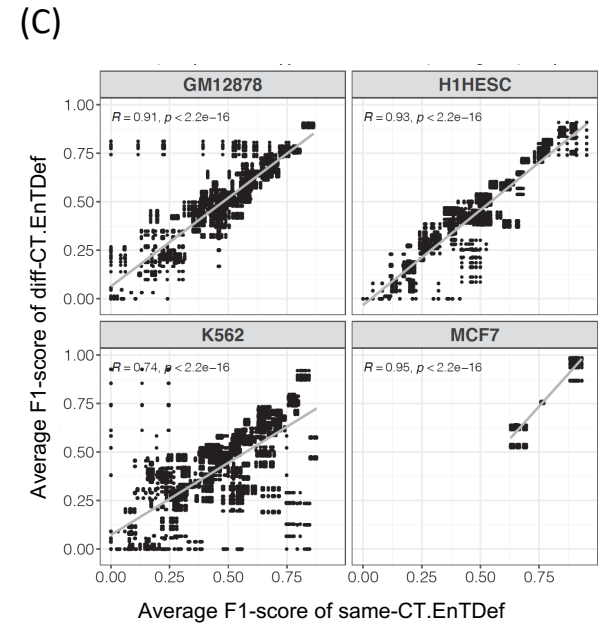 (C)
GM12878
H1HESC
R = 0.91, p < 2.2e−16
R = 0.93, p < 2.2e−16
1.00
0.75
0.50
0.25
0.00
K562
MCF7
R = 0.74, p < 2.2e−16
R = 0.95, p < 2.2e−16
1.00
0.75
0.50
0.25
0.00
0.00 0.25 0.50 0.75 0.00 0.25 0.50 0.75
Average F1-score of diff-CT.EnTDef
Average F1-score of same-CT.EnTDef